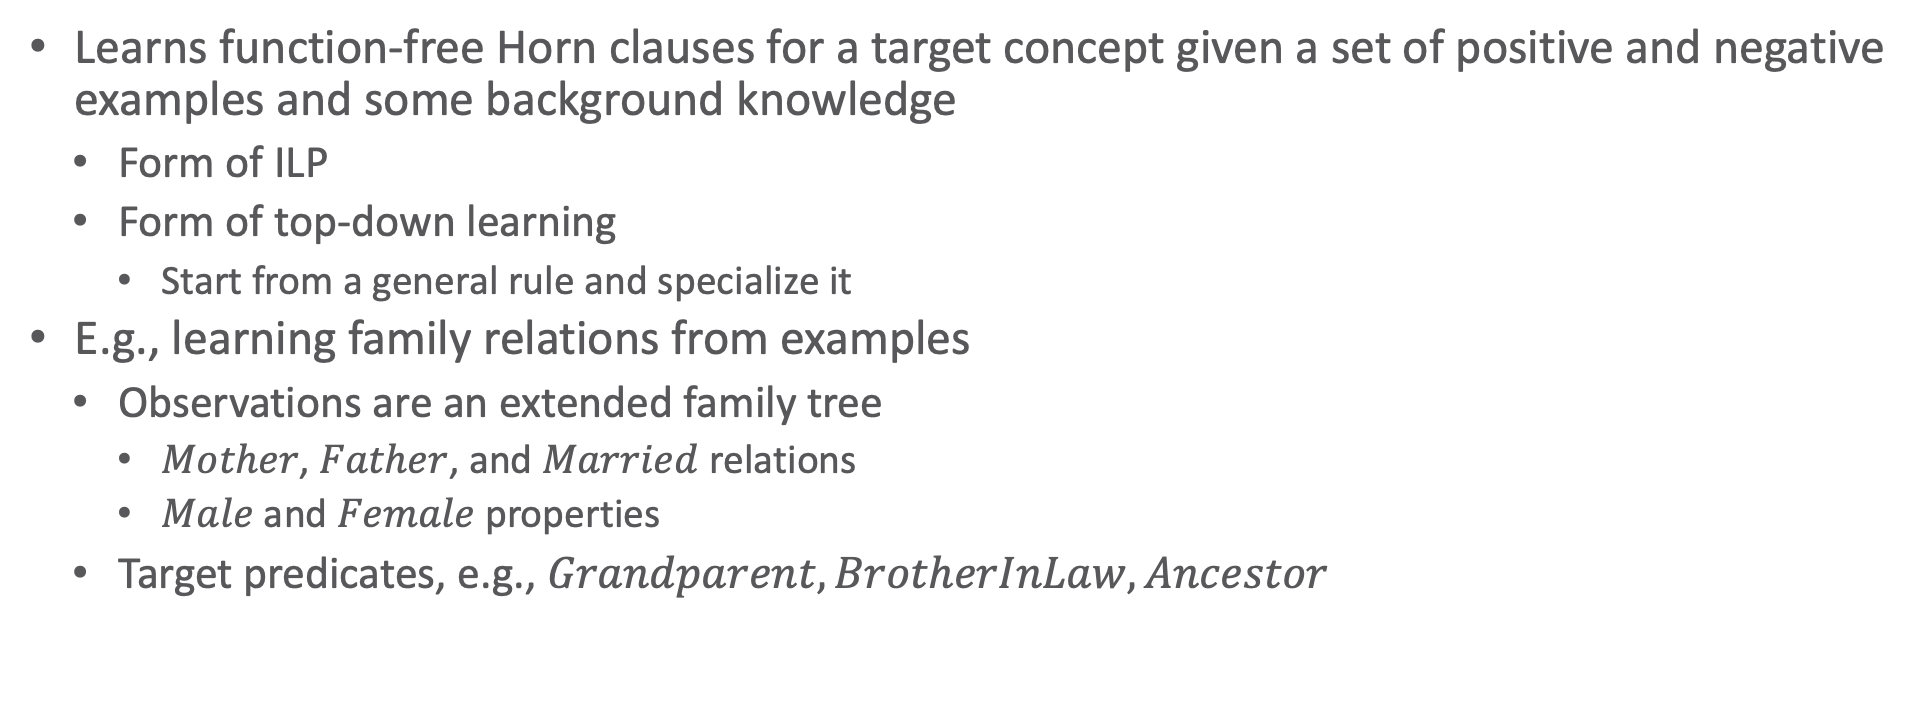 • Learns function-free Horn clauses for a target concept given a set of positive and negative
examples and some background knowledge
• Form of ILP
• Form of top-down learning
• Start from a general rule and specialize it
• E.g., learning family relations from examples
• Observations are an extended family tree
• Mother, Father, and Married relations
• Male and Female properties
• Target predicates, e.g., Grandparent, BrotherInLaw, Ancestor